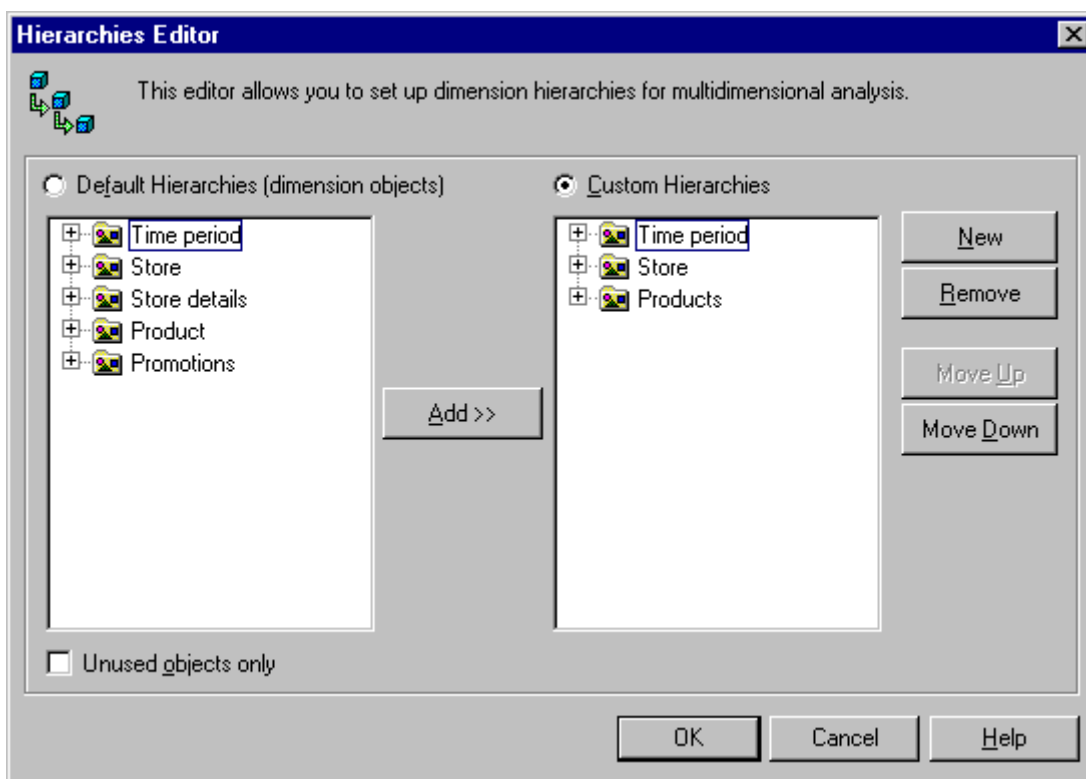 Hierarchies Editor
This editor allows you to set up dimension hierarchies for multidimensional analysis.
Default Hierarchies (dimension objects)
Custom Hierarchies
Time period
Store
Store details
Product
Promotions
Add >>
Time period
Store
Products
New
Remove
Move Up
Move Down
Unused objects only
OK
Cancel
Help